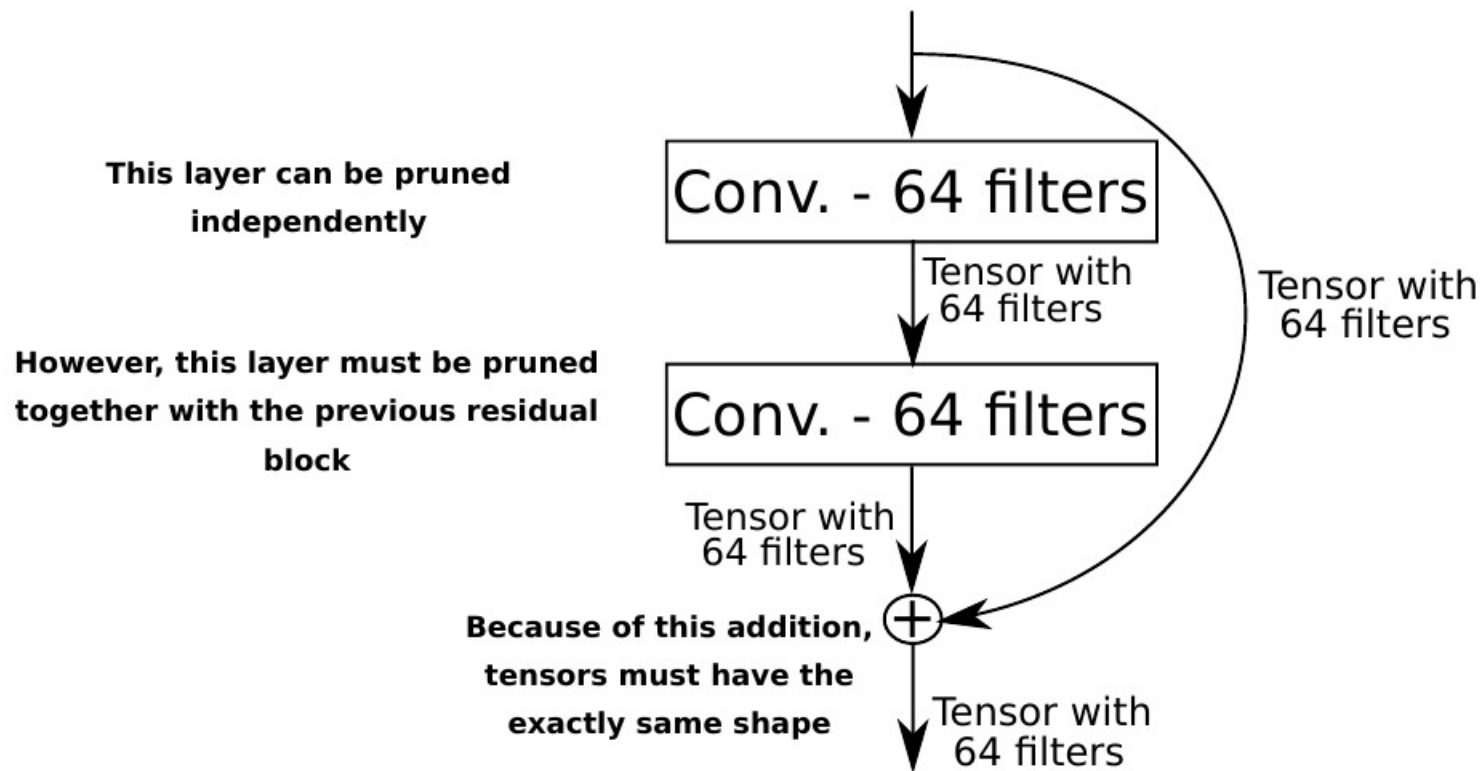 This layer can be pruned
independently
Conv. - 64 filters
Tensor with
64 filters
Tensor with
64 filters
However, this layer must be pruned
together with the previous residual
block
Conv. - 64 filters
Tensor with
64 filters
Because of this addition,
tensors must have the
exactly same shape
+
Tensor with
64 filters